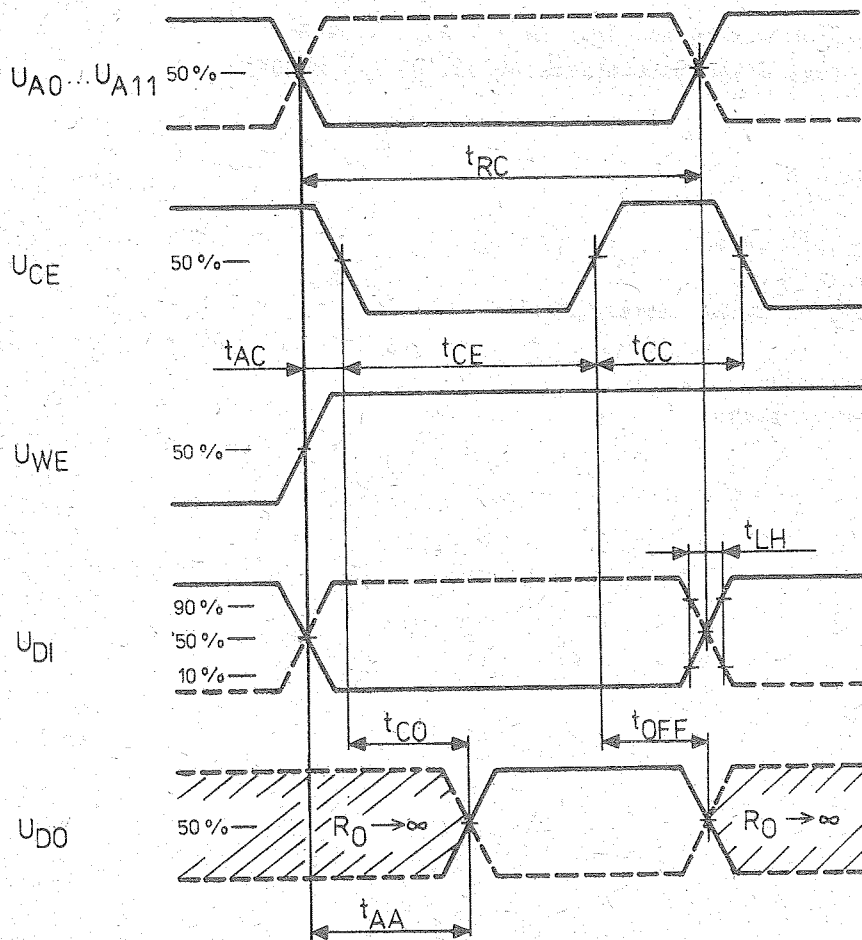 U_A0...U_A11 50%
t_RC
U_CE 50%
t_AC t_CE t_CC
U_WE 50%
t_LH
90%
U_DI 50%
10%
t_CO t_OFF
U_DO 50% R_O → ∞ R_O → ∞
t_AA